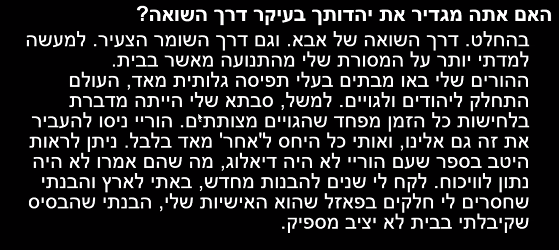 האם אתה מגדיר את יהדותך בעיקר דרך השואה?
בהחלט. דרך השואה של אבא. וגם דרך השומר הצעיר. למעשה
למדתי יותר על המסורת שלי מהתנועה מאשר בבית.
ההורים שלי באו מבתים בעלי תפיסה גלותית מאד, העולם
התחלק ליהודים ולגויים. למשל, סבתא שלי הייתה מדברת
בלחישות כל הזמן מפחד שהגויים מצותתים. הוריי ניסו להעביר
את זה גם אלינו, ואותי כל היחס ל'אחר' מאד בלבל. ניתן לראות
היטב בספר שעם הוריי לא היה דיאלוג, מה שהם אמרו לא היה
נתון לוויכוח. לקח לי שנים להבנות מחדש, באתי לארץ והבנתי
שחסרים לי חלקים בפאזל שהוא האישיות שלי, הבנתי שהבסיס
שקיבלתי בבית לא יציב מספיק.